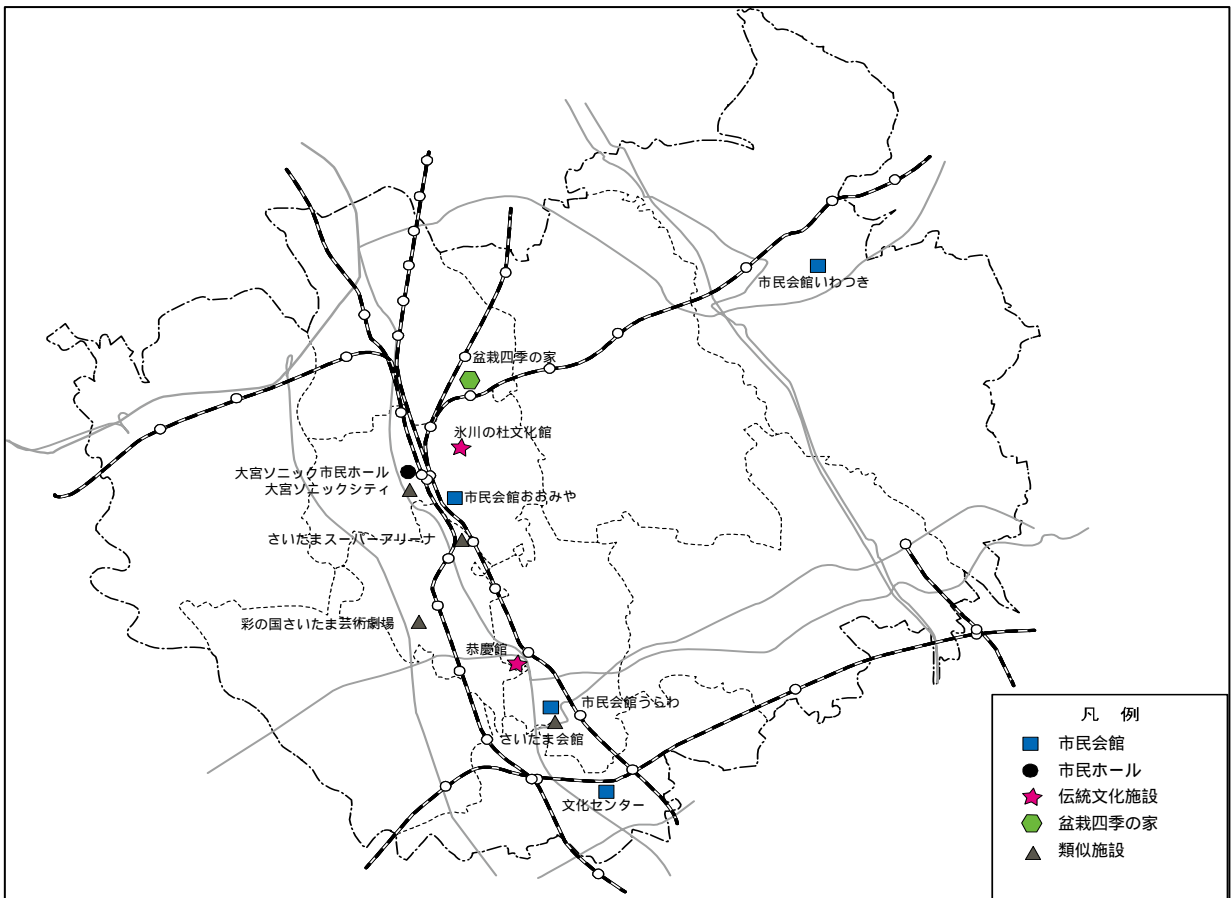 市民会館いわつき
盆栽四季の家
氷川の杜文化館
大宮ソニック市民ホール
大宮ソニックシティ
市民会館おおみや
さいたまスーパーアリーナ
彩の国さいたま芸術劇場
恭慶館
市民会館うらわ
さいたま会館
文化センター
凡 例
市民会館
市民ホール
伝統文化施設
盆栽四季の家
類似施設